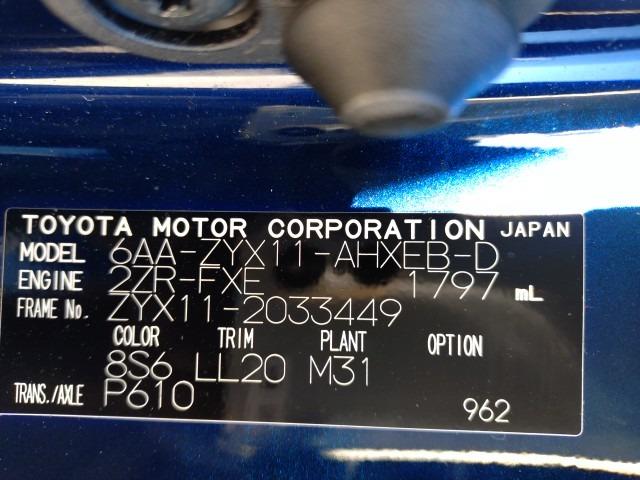 TOYOTA MOTOR CORPORATION JAPAN
MODEL 6AA-ZYX11-AHXEB-D
ENGINE 2ZR-FXE 1797 mL
FRAME No. ZYX11-2033449
COLOR TRIM PLANT OPTION
8S6 LL20 M31
TRANS./AXLE P610
962